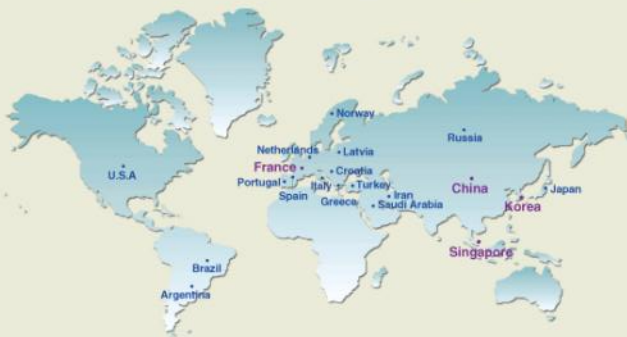 Norway
Russia
Netherlands
Latvia
France
Croatia
U.S.A
China
Portugal
Italy
Turkey
Iran
Japan
Spain
Greece
Saudi Arabia
Korea
Singapore
Brazil
Argentina